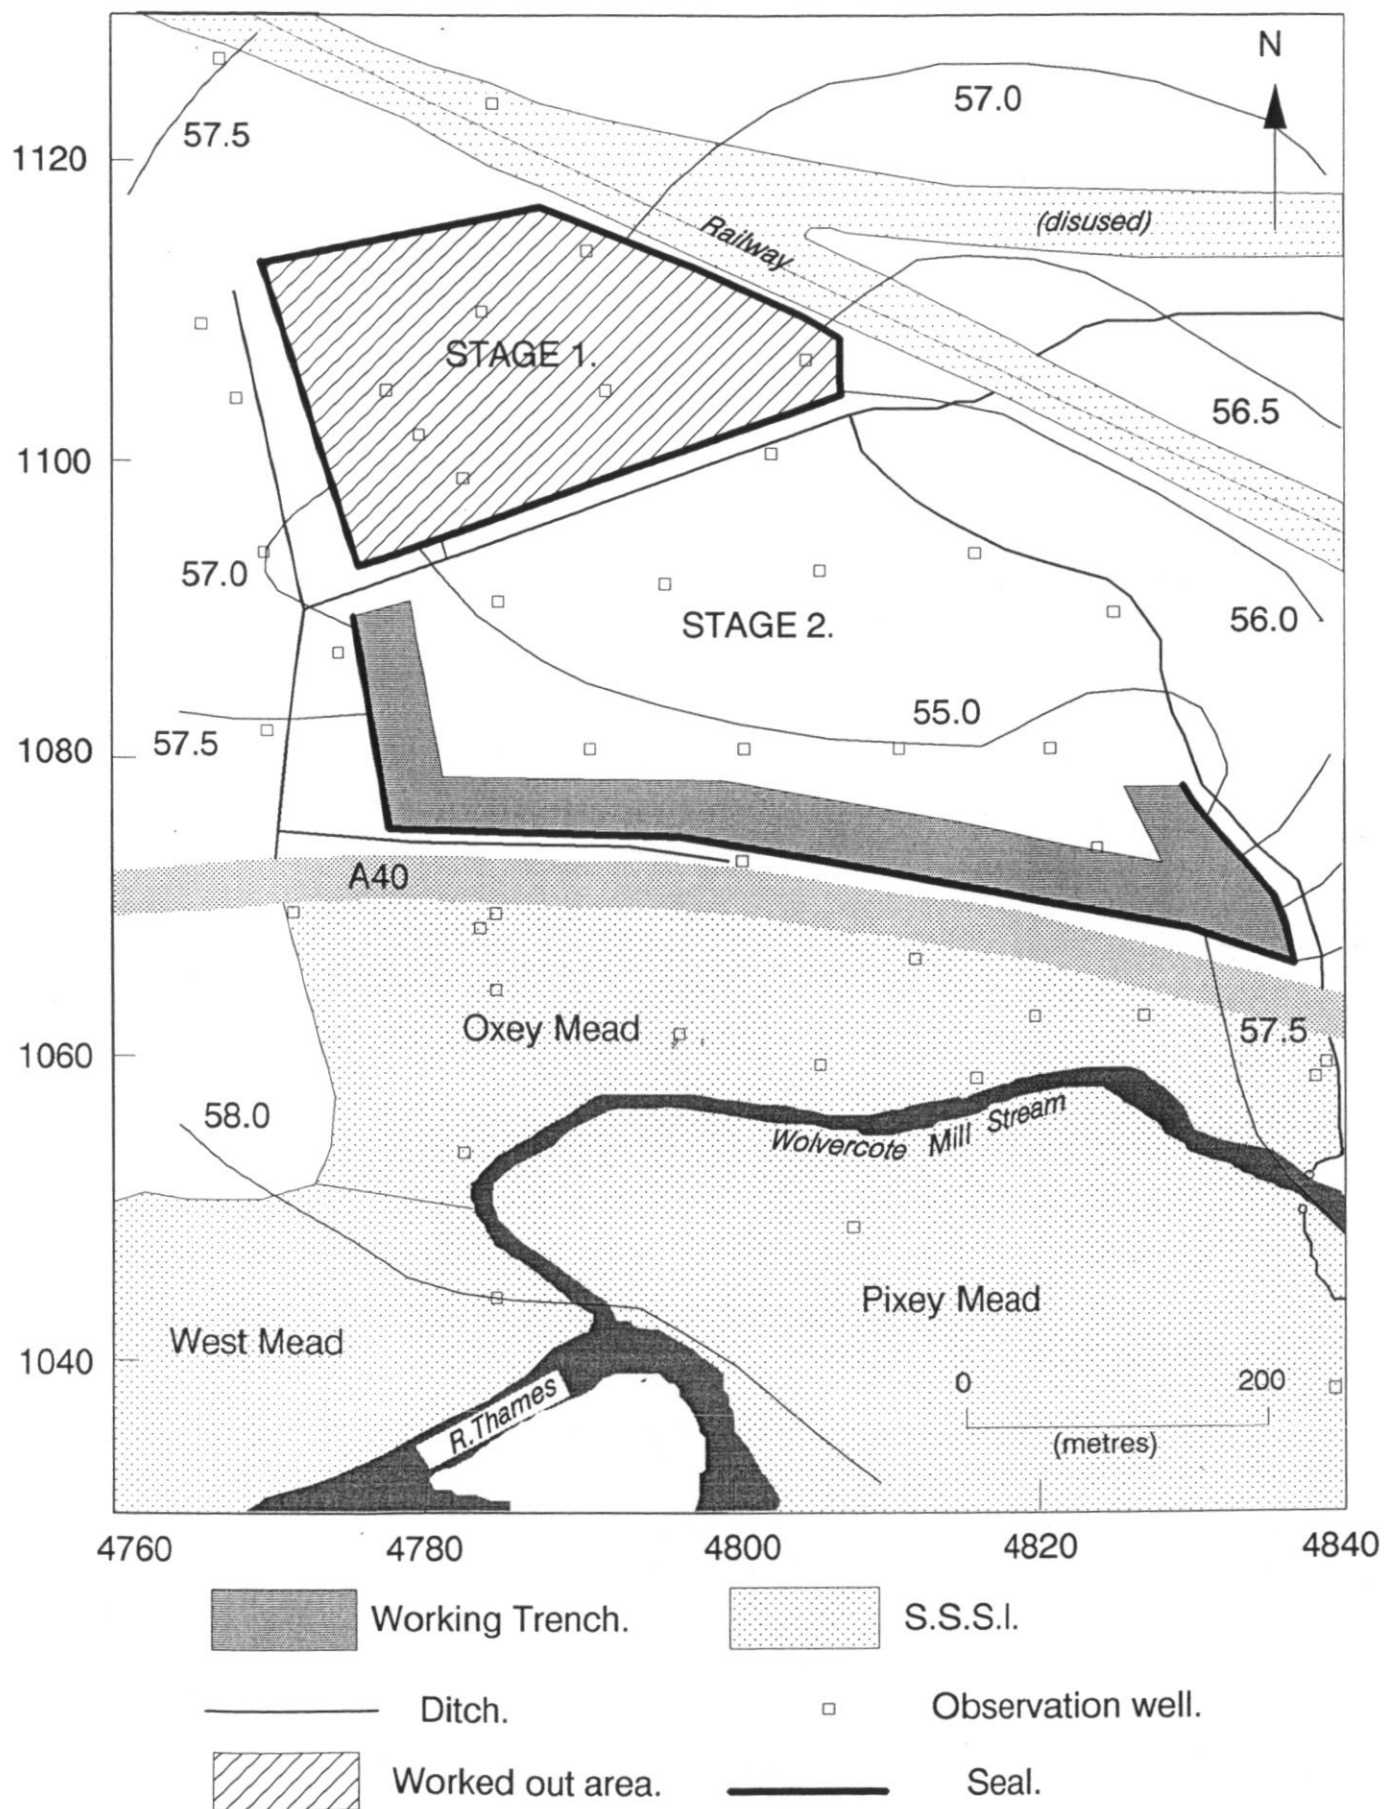 N
57.0
57.5
1120
Railway
(disused)
STAGE 1.
56.5
1100
57.0
STAGE 2.
56.0
55.0
57.5
1080
A40
Oxey Mead
57.5
1060
58.0
Wolvercote Mill Stream
Pixey Mead
West Mead
1040
0 200
R.Thames
(metres)
4760 4780 4800 4820 4840
Working Trench. S.S.S.I.
Ditch. Observation well.
Worked out area. Seal.